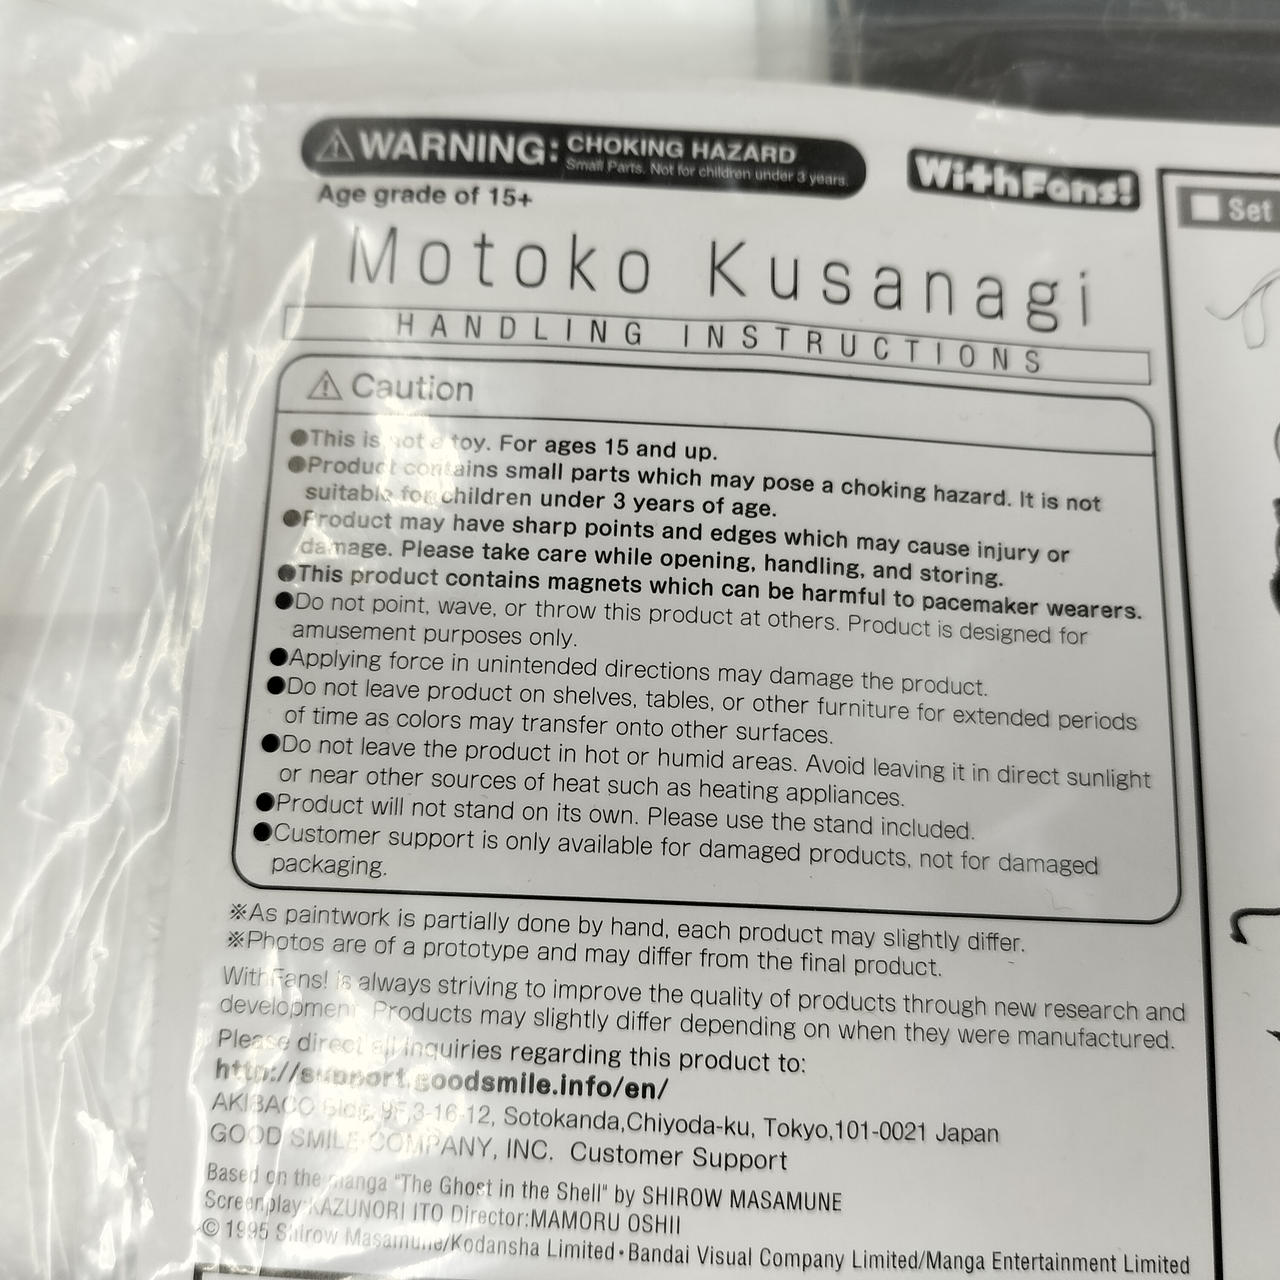 ⚠WARNING: CHOKING HAZARD
Small Parts. Not for children under 3 years.
WithFans!
Set
Age grade of 15+
Motoko Kusanagi
HANDLING INSTRUCTIONS
⚠ Caution
●This is not a toy. For ages 15 and up.
●Product contains small parts which may pose a choking hazard. It is not
suitable for children under 3 years of age.
●Product may have sharp points and edges which may cause injury or
damage. Please take care while opening, handling, and storing.
●This product contains magnets which can be harmful to pacemaker wearers.
●Do not point, wave, or throw this product at others. Product is designed for
amusement purposes only.
●Applying force in unintended directions may damage the product.
●Do not leave product on shelves, tables, or other furniture for extended periods
of time as colors may transfer onto other surfaces.
●Do not leave the product in hot or humid areas. Avoid leaving it in direct sunlight
or near other sources of heat such as heating appliances.
●Product will not stand on its own. Please use the stand included.
●Customer support is only available for damaged products, not for damaged
packaging.
※As paintwork is partially done by hand, each product may slightly differ.
※Photos are of a prototype and may differ from the final product.
WithFans! is always striving to improve the quality of products through new research and
development. Products may slightly differ depending on when they were manufactured.
Please direct all inquiries regarding this product to:
http://support.goodsmile.info/en/
AKIBACO Bldg. 9F,3-16-12, Sotokanda,Chiyoda-ku, Tokyo,101-0021 Japan
GOOD SMILE COMPANY, INC. Customer Support
Based on the manga "The Ghost in the Shell" by SHIROW MASAMUNE
Screenplay:KAZUNORI ITO Director:MAMORU OSHII
© 1995 Shirow Masamune/Kodansha Limited・Bandai Visual Company Limited/Manga Entertainment Limited